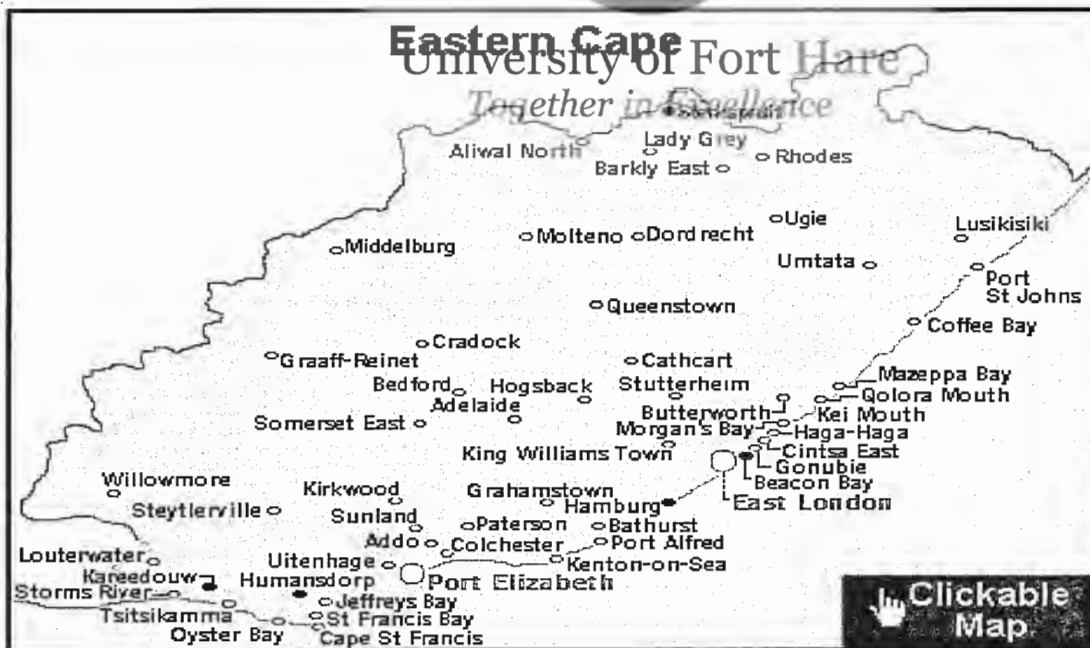 Eastern Cape
University of Fort Hare
Together in Excellence
Aliwal North
Lady Grey
Barkly East
Rhodes
Middelburg
Molteno
Dordrecht
Ugie
Lusikisiki
Umtata
Port
St Johns
Queenstown
Coffee Bay
Cradock
Graaff-Reinet
Cathcart
Bedford
Hogsback
Stutterheim
Mazeppa Bay
Adelaide
Butterworth
Qolora Mouth
Somerset East
Morgan's Bay
Kei Mouth
Haga-Haga
King Williams Town
Cintsa East
Gonubie
Willowmore
Kirkwood
Grahamstown
Beacon Bay
Steytlerville
Sunland
Hamburg
East London
Paterson
Bathurst
Addo
Colchester
Port Alfred
Louterwater
Uitenhage
Kenton-on-Sea
Kareedouw
Humansdorp
Port Elizabeth
Storms River
Jeffreys Bay
Tsitsikamma
St Francis Bay
Oyster Bay
Cape St Francis
Clickable
Map